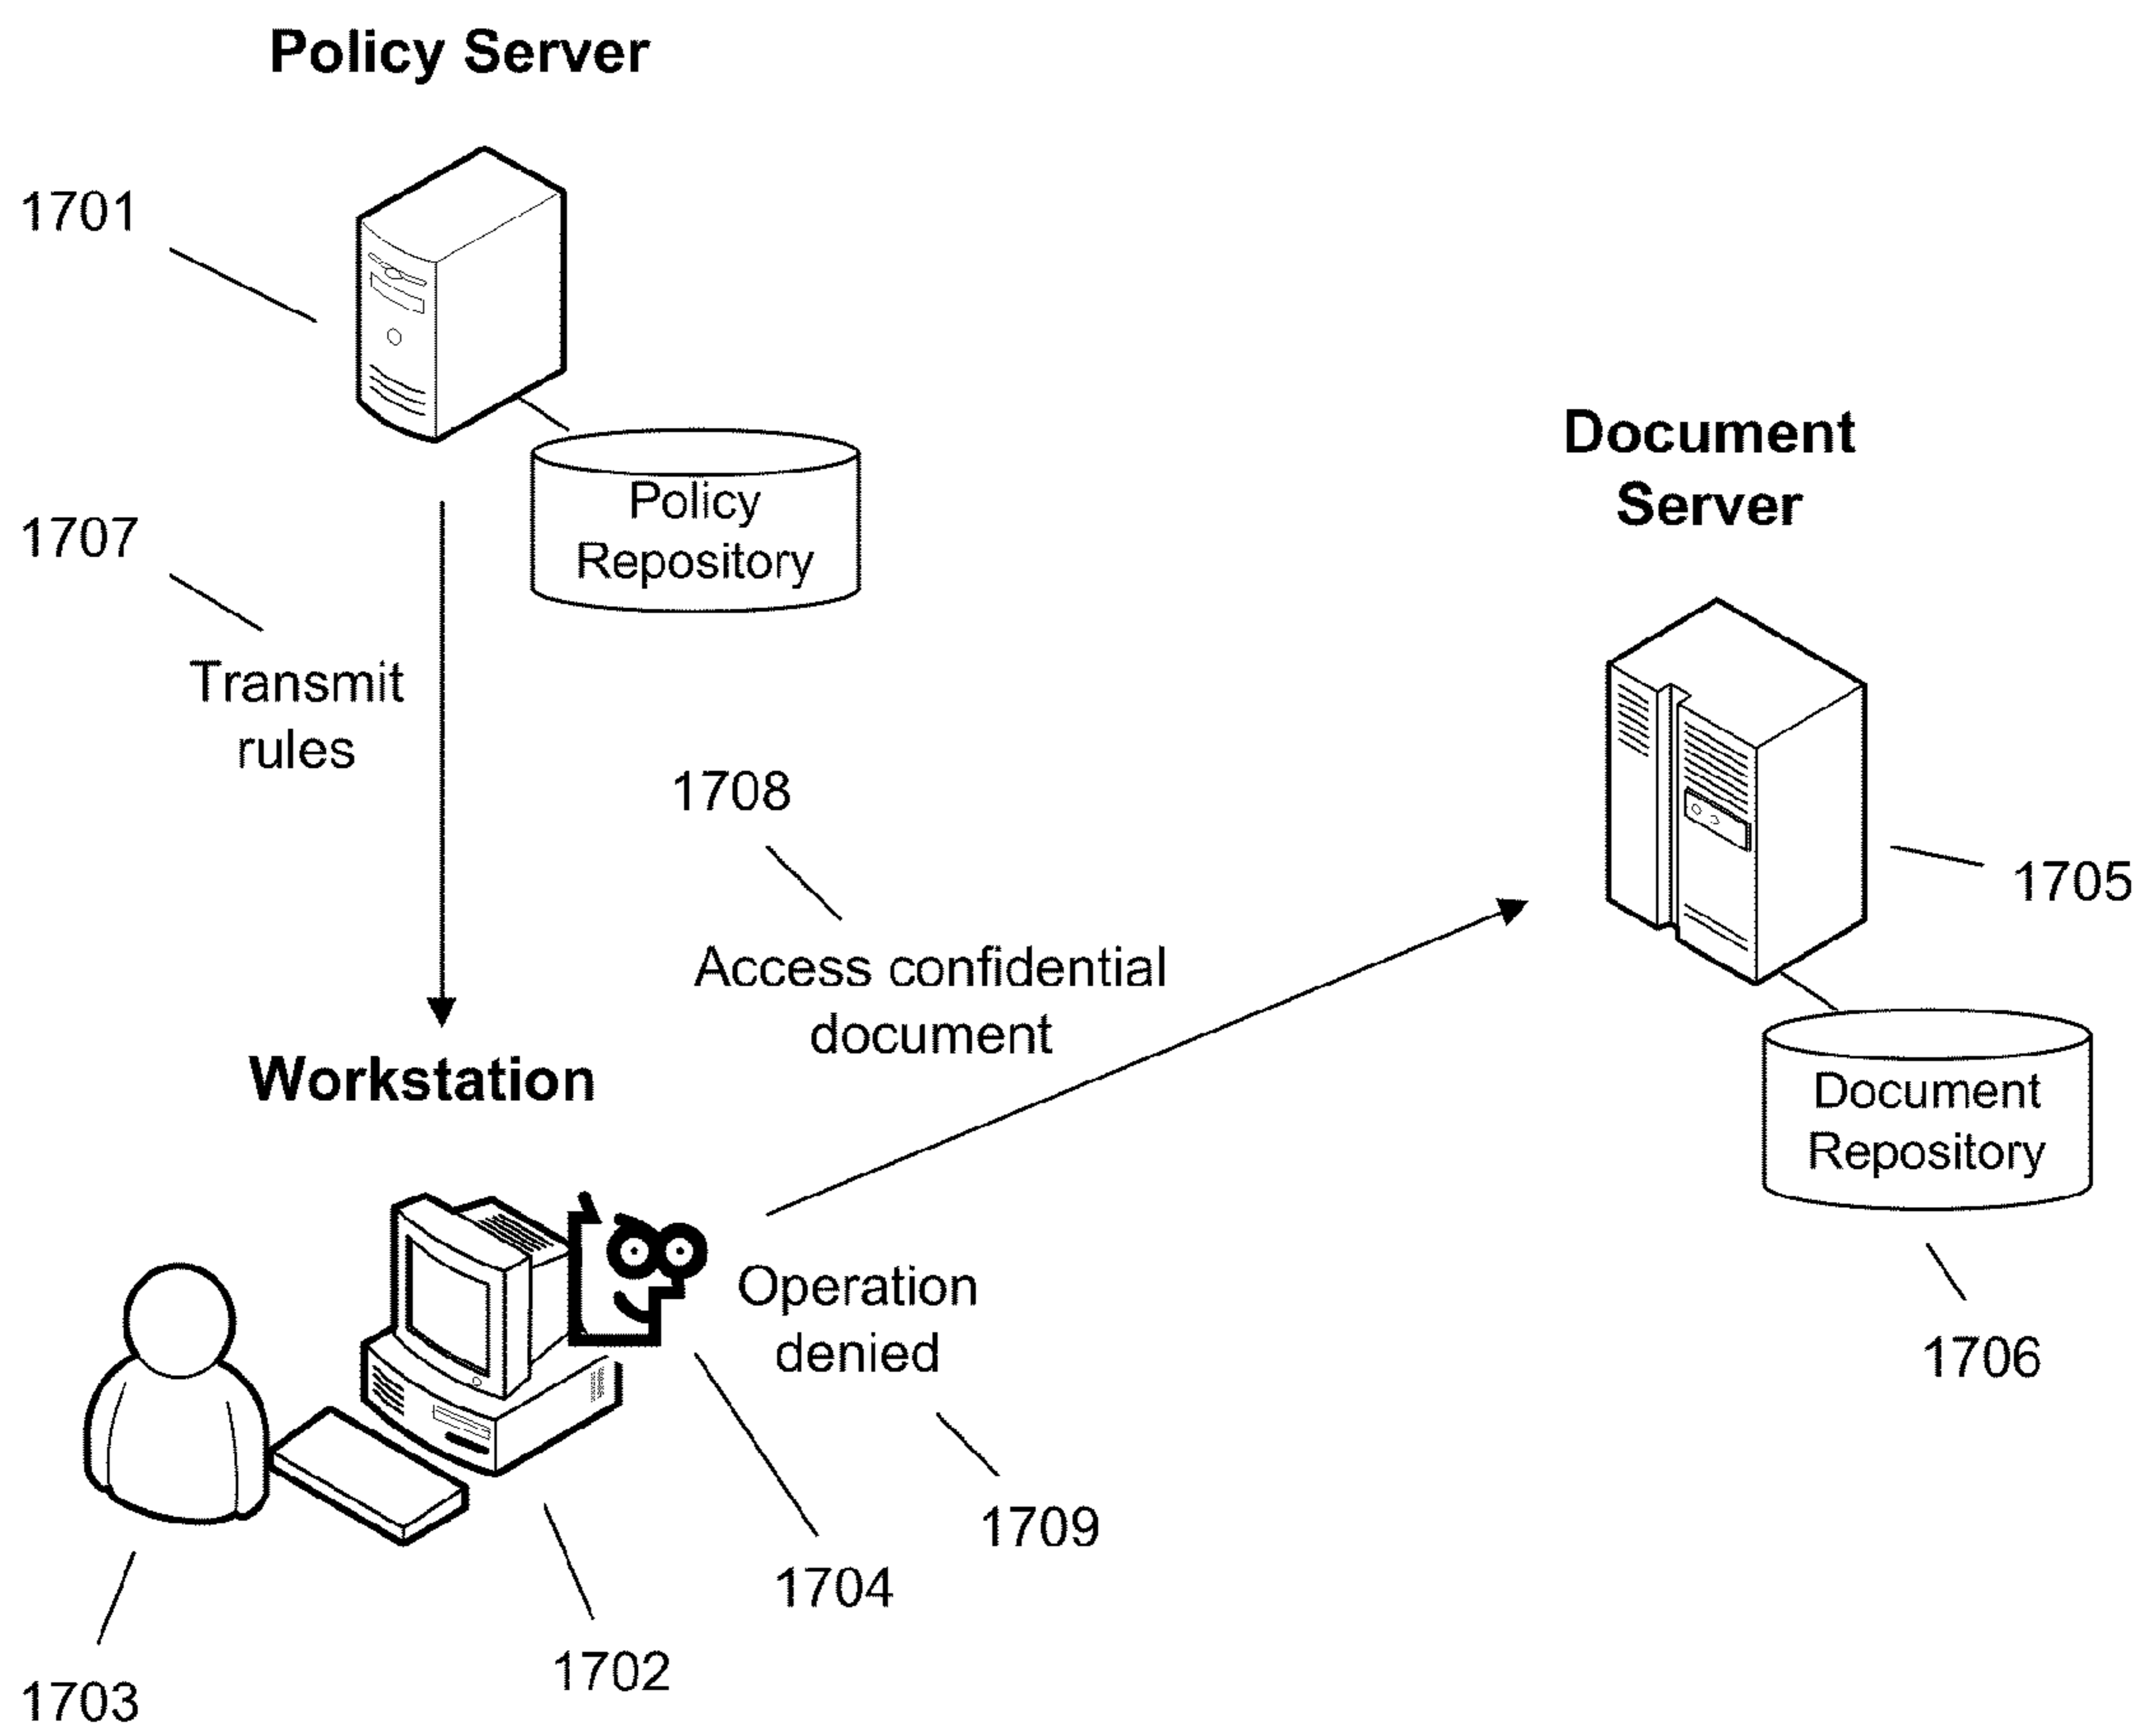 Policy Server
1701
Policy
Repository
1707
Transmit
rules
Document
Server
1708
1705
Access confidential
document
Workstation
Document
Repository
Operation
denied
1706
1709
1704
1702
1703